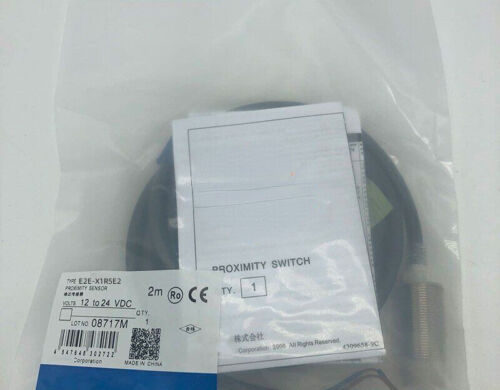 PROXIMITY SWITCH
QTY. 1
株式会社
Corporation 1998 All Rights Reserved
TYPE E2E-X1R5E2
PROXIMITY SENSOR
VOLTS 12 to 24 VDC
2m
QTY.
1
LOT NO. 08717M
Corporation
MADE IN CHINA